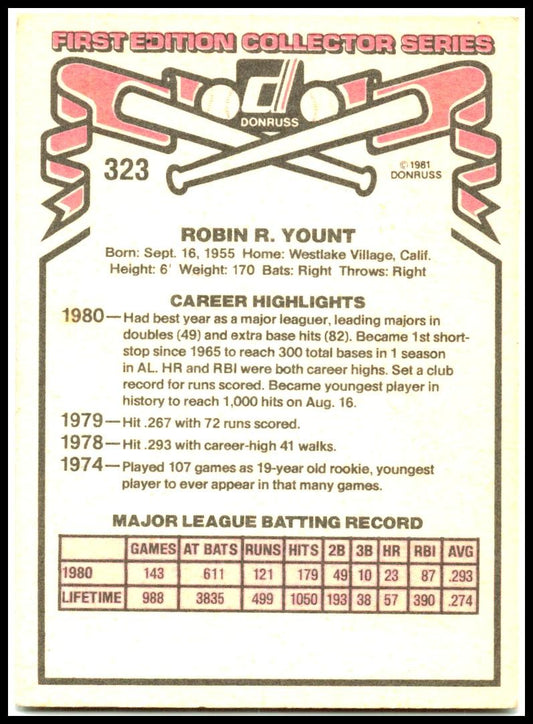 FIRST EDITION COLLECTOR SERIES
d
DONRUSS
323
© 1981
DONRUSS
ROBIN R. YOUNT
Born: Sept. 16, 1955 Home: Westlake Village, Calif.
Height: 6' Weight: 170 Bats: Right Throws: Right
CAREER HIGHLIGHTS
1980—Had best year as a major leaguer, leading majors in
doubles (49) and extra base hits (82). Became 1st short-
stop since 1965 to reach 300 total bases in 1 season
in AL. HR and RBI were both career highs. Set a club
record for runs scored. Became youngest player in
history to reach 1,000 hits on Aug. 16.
1979—Hit .267 with 72 runs scored.
1978—Hit .293 with career-high 41 walks.
1974—Played 107 games as 19-year old rookie, youngest
player to ever appear in that many games.
MAJOR LEAGUE BATTING RECORD
GAMES AT BATS RUNS HITS 2B 3B HR RBI AVG
1980 143 611 121 179 49 10 23 87 .293
LIFETIME 988 3835 499 1050 193 38 57 390 .274